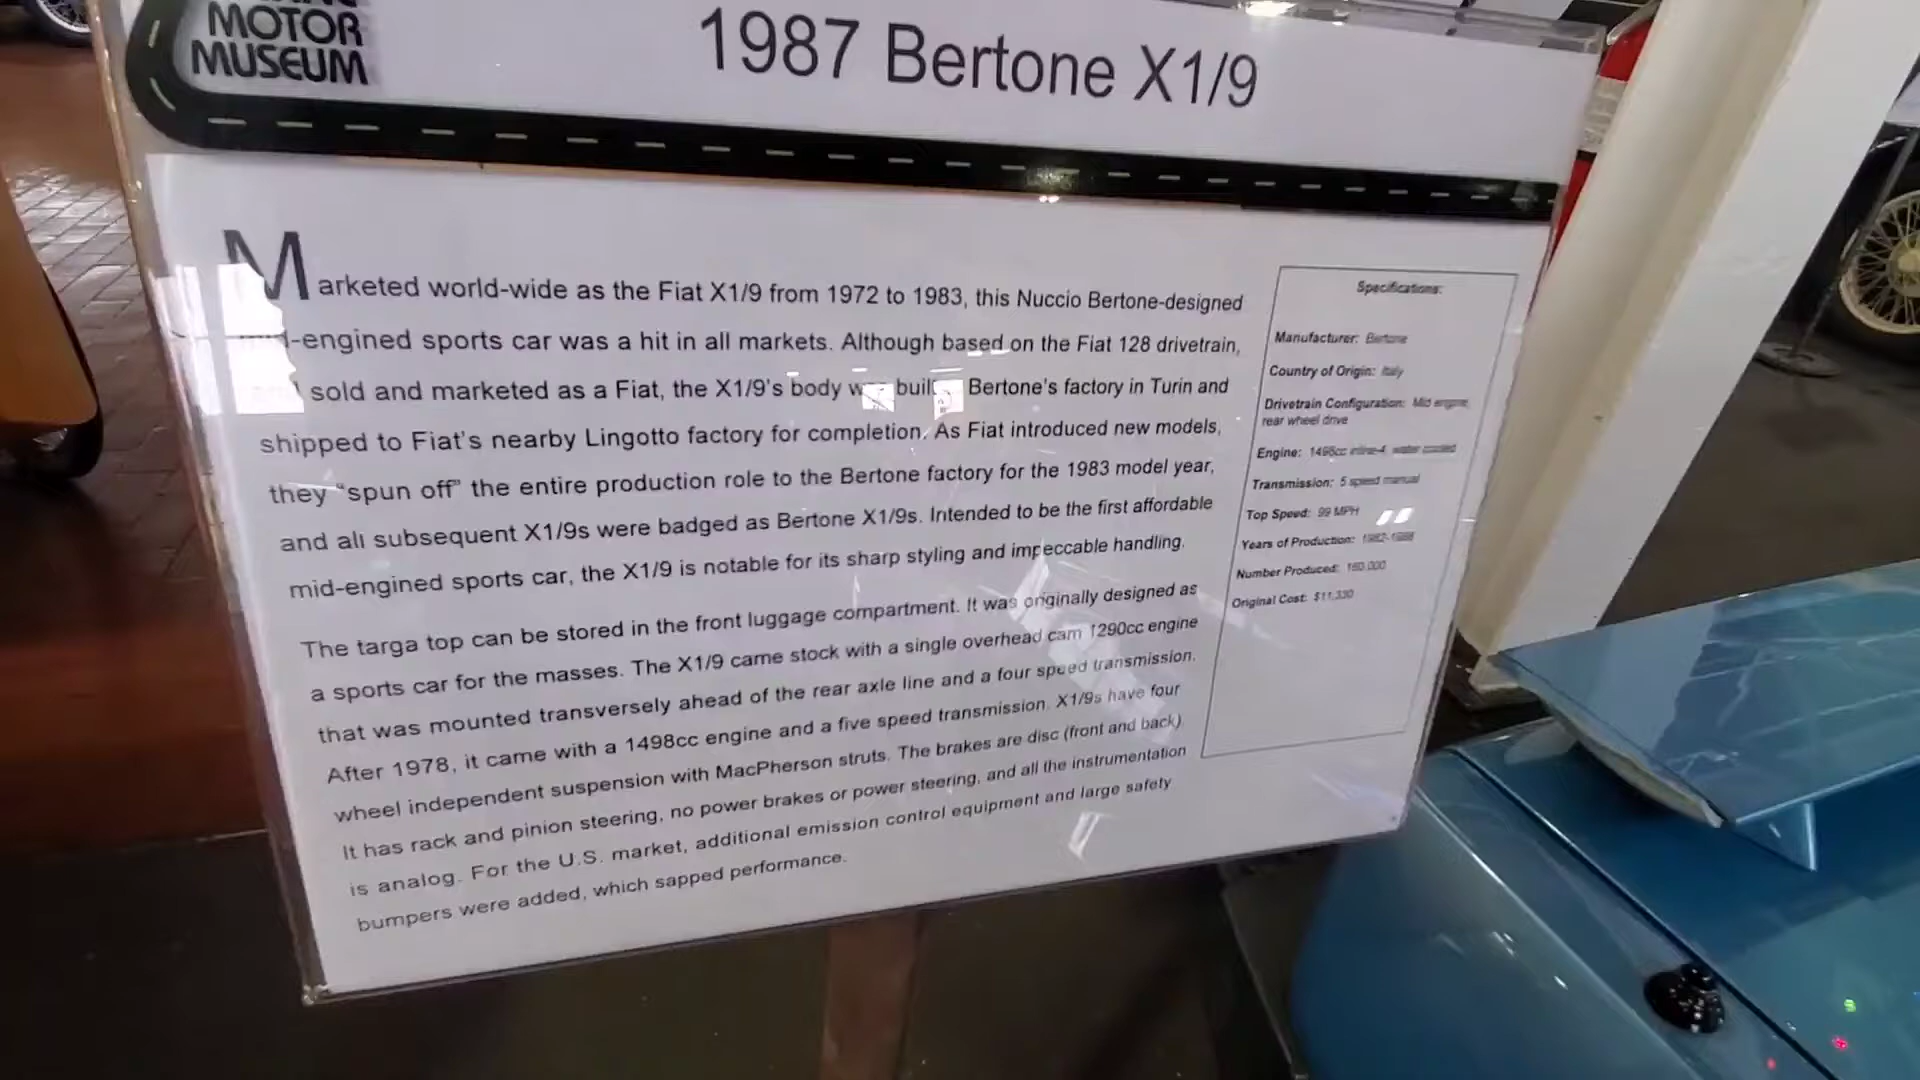 MOTOR
MUSEUM
1987 Bertone X1/9
Marketed world-wide as the Fiat X1/9 from 1972 to 1983, this Nuccio Bertone-designed
-engined sports car was a hit in all markets. Although based on the Fiat 128 drivetrain,
sold and marketed as a Fiat, the X1/9's body was built Bertone's factory in Turin and
shipped to Fiat's nearby Lingotto factory for completion. As Fiat introduced new models,
they "spun off" the entire production role to the Bertone factory for the 1983 model year,
and all subsequent X1/9s were badged as Bertone X1/9s. Intended to be the first affordable
mid-engined sports car, the X1/9 is notable for its sharp styling and impeccable handling.
The targa top can be stored in the front luggage compartment. It was originally designed as
a sports car for the masses. The X1/9 came stock with a single overhead cam 1290cc engine
that was mounted transversely ahead of the rear axle line and a four speed transmission.
After 1978, it came with a 1498cc engine and a five speed transmission. X1/9s have four
wheel independent suspension with MacPherson struts. The brakes are disc (front and back).
It has rack and pinion steering, no power brakes or power steering, and all the instrumentation
is analog. For the U.S. market, additional emission control equipment and large safety
bumpers were added, which sapped performance.
Specifications:
Manufacturer: Bertone
Country of Origin: Italy
Drivetrain Configuration: Mid engine,
rear wheel drive
Engine: 1498cc inline-4, water cooled
Transmission: 5 speed manual
Top Speed: 99 MPH
Years of Production: 1982-1988
Number Produced: 160,000
Original Cost: $11,330